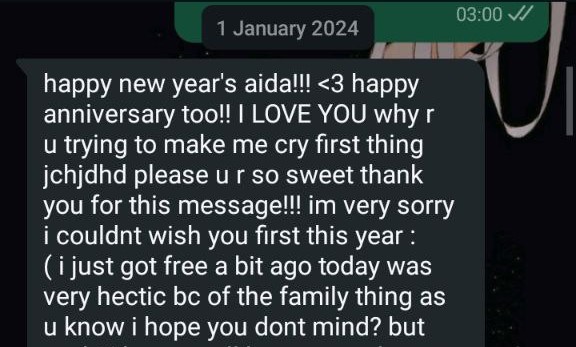 03:00
1 January 2024
happy new year's aida!!! <3 happy
anniversary too!! I LOVE YOU why r
u trying to make me cry first thing
jchjdhd please u r so sweet thank
you for this message!!! im very sorry
i couldnt wish you first this year :
( i just got free a bit ago today was
very hectic bc of the family thing as
u know i hope you dont mind? but